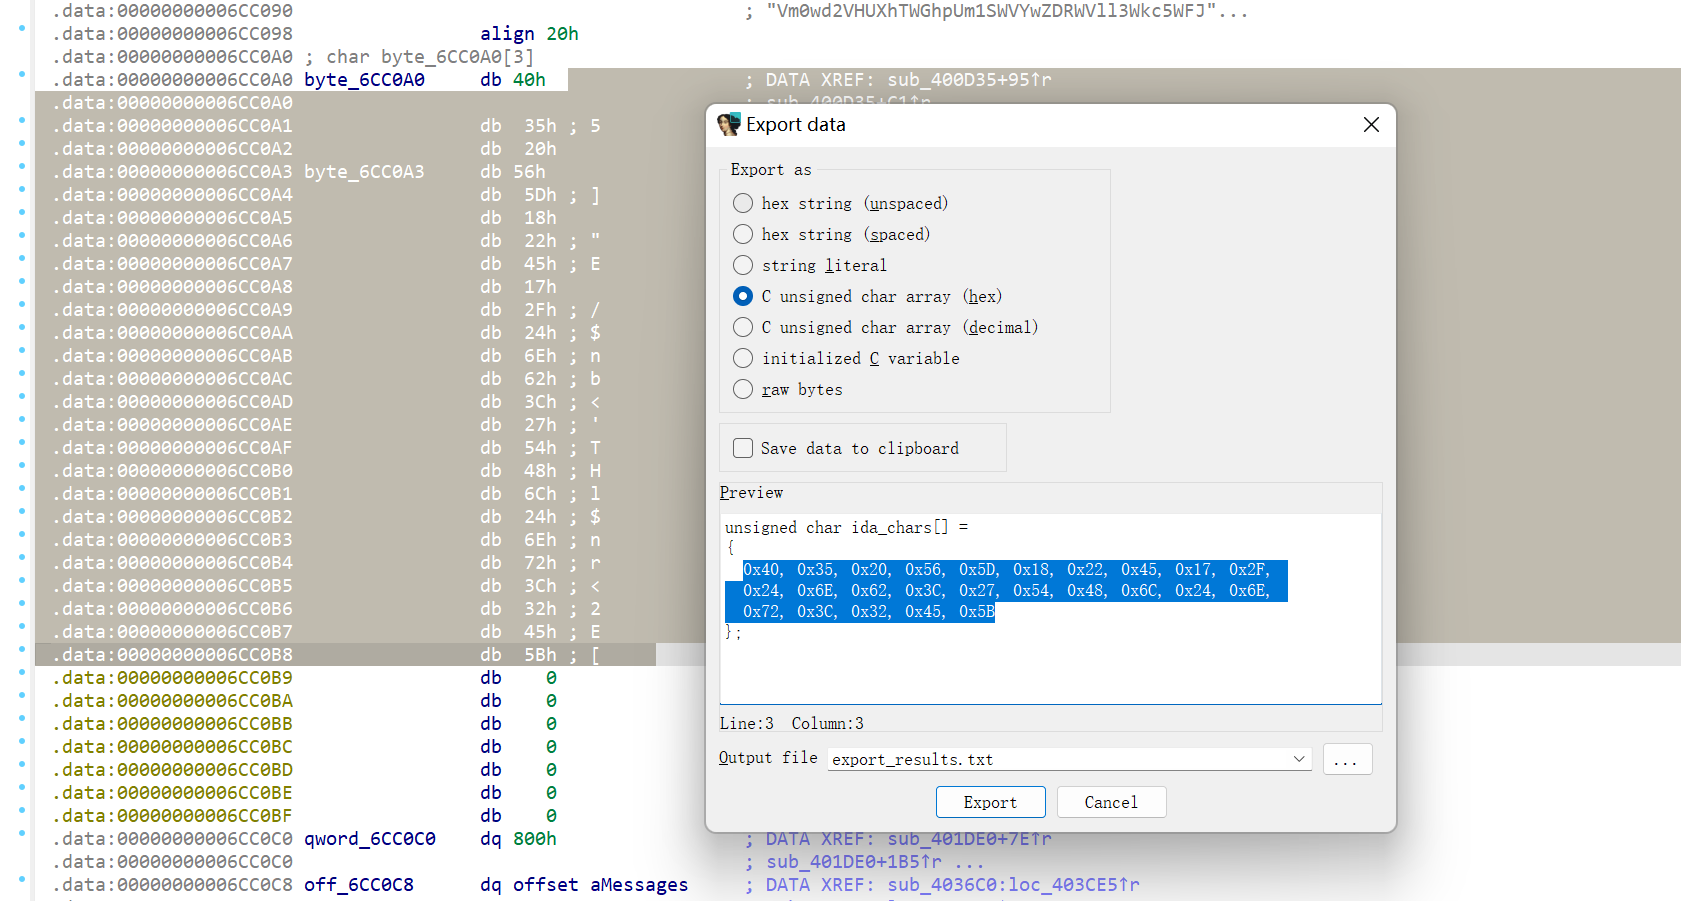 .data:00000000006CC090 ; "Vm0wd2VHUXhTWGhpUm1SWVYwZDRWVll3Wkc5WFJ"...
.data:00000000006CC098 align 20h
.data:00000000006CC0A0 ; char byte_6CC0A0[3]
.data:00000000006CC0A0 byte_6CC0A0 db 40h ; DATA XREF: sub_400D35+95↑r
.data:00000000006CC0A0 ; sub_400D35+C1↑r
.data:00000000006CC0A1 db 35h ; 5
.data:00000000006CC0A2 db 20h
.data:00000000006CC0A3 byte_6CC0A3 db 56h
.data:00000000006CC0A4 db 5Dh ; ]
.data:00000000006CC0A5 db 18h
.data:00000000006CC0A6 db 22h ; "
.data:00000000006CC0A7 db 45h ; E
.data:00000000006CC0A8 db 17h
.data:00000000006CC0A9 db 2Fh ; /
.data:00000000006CC0AA db 24h ; $
.data:00000000006CC0AB db 6Eh ; n
.data:00000000006CC0AC db 62h ; b
.data:00000000006CC0AD db 3Ch ; <
.data:00000000006CC0AE db 27h ; '
.data:00000000006CC0AF db 54h ; T
.data:00000000006CC0B0 db 48h ; H
.data:00000000006CC0B1 db 6Ch ; l
.data:00000000006CC0B2 db 24h ; $
.data:00000000006CC0B3 db 6Eh ; n
.data:00000000006CC0B4 db 72h ; r
.data:00000000006CC0B5 db 3Ch ; <
.data:00000000006CC0B6 db 32h ; 2
.data:00000000006CC0B7 db 45h ; E
.data:00000000006CC0B8 db 5Bh ; [
.data:00000000006CC0B9 db 0
.data:00000000006CC0BA db 0
.data:00000000006CC0BB db 0
.data:00000000006CC0BC db 0
.data:00000000006CC0BD db 0
.data:00000000006CC0BE db 0
.data:00000000006CC0BF db 0
.data:00000000006CC0C0 qword_6CC0C0 dq 800h ; DATA XREF: sub_401DE0+7E↑r
.data:00000000006CC0C0 ; sub_401DE0+1B5↑r ...
.data:00000000006CC0C8 off_6CC0C8 dq offset aMessages ; DATA XREF: sub_4036C0:loc_403CE5↑r
Export data
Export as
hex string (unspaced)
hex string (spaced)
string literal
C unsigned char array (hex)
C unsigned char array (decimal)
initialized C variable
raw bytes
Save data to clipboard
Preview
unsigned char ida_chars[] =
{
0x40, 0x35, 0x20, 0x56, 0x5D, 0x18, 0x22, 0x45, 0x17, 0x2F,
0x24, 0x6E, 0x62, 0x3C, 0x27, 0x54, 0x48, 0x6C, 0x24, 0x6E,
0x72, 0x3C, 0x32, 0x45, 0x5B
};
Line:3 Column:3
Output file export_results.txt ...
Export Cancel